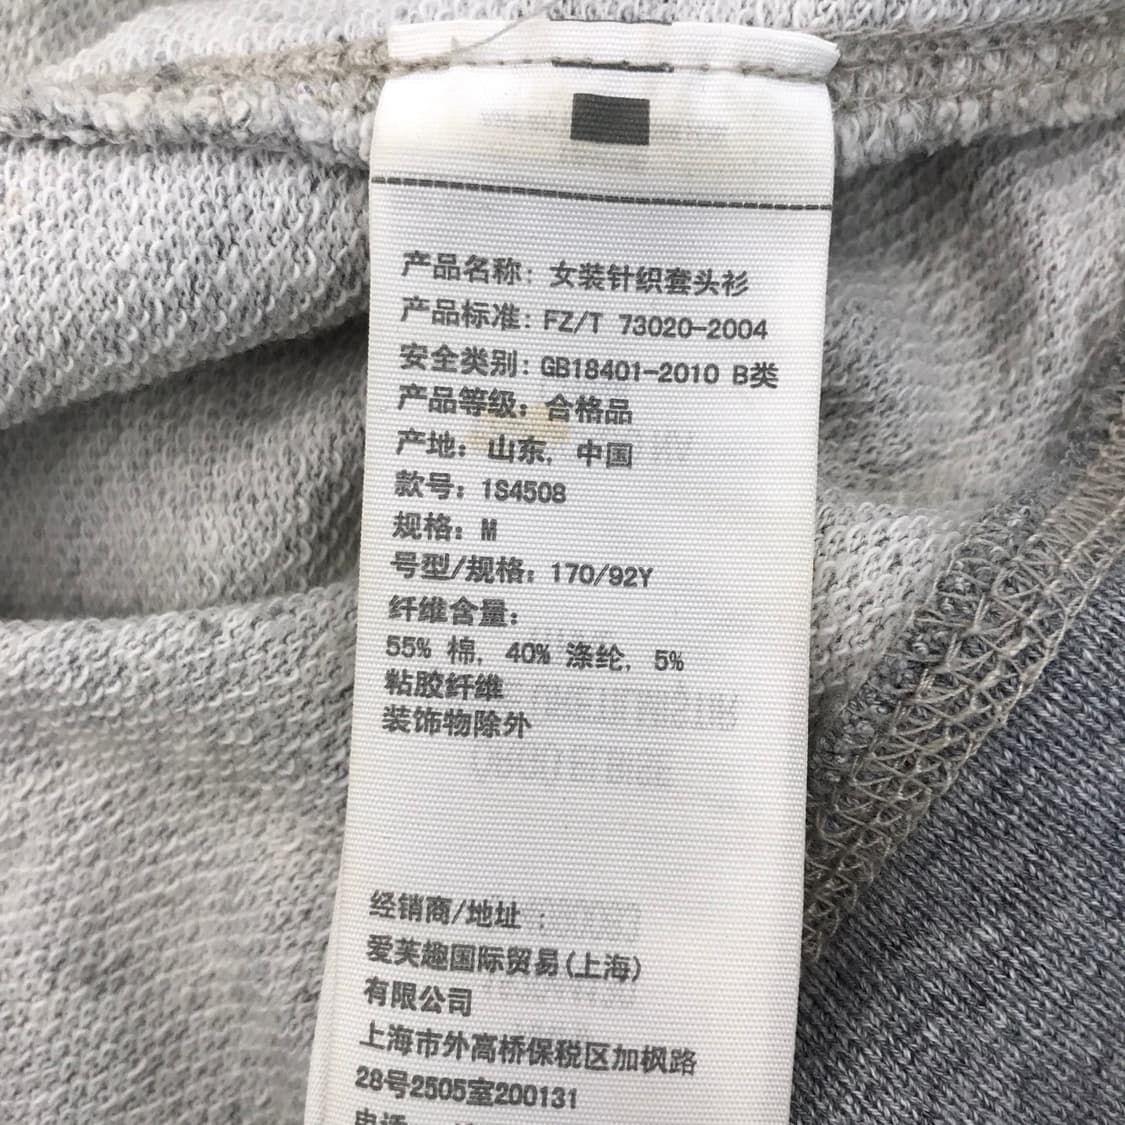 产品名称: 女装针织套头衫
产品标准: FZ/T 73020-2004
安全类别: GB18401-2010 B类
产品等级: 合格品
产地: 山东, 中国
款号: 1S4508
规格: M
号型/规格: 170/92Y
纤维含量:
55% 棉, 40% 涤纶, 5%
粘胶纤维
装饰物除外
经销商/地址 :
爱芙趣国际贸易(上海)
有限公司
上海市外高桥保税区加枫路
28号2505室200131
电话